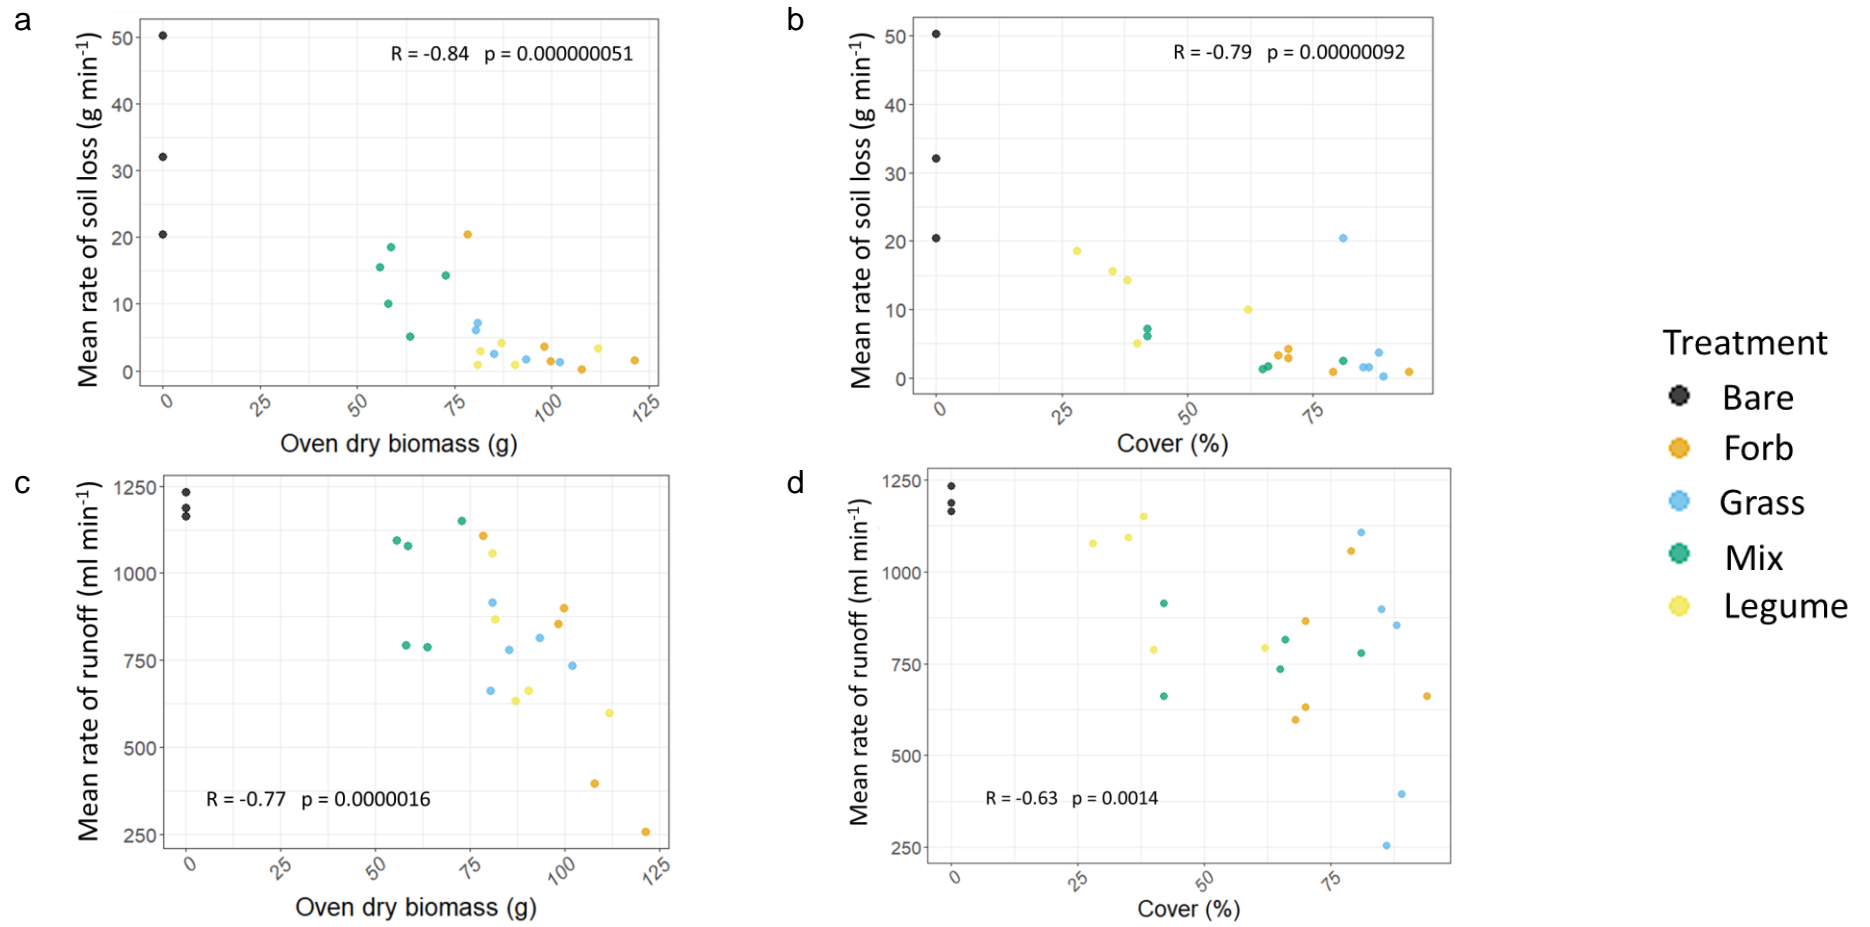 a
Mean rate of soil loss (g min⁻¹)
50
40
30
20
10
0
R = -0.84 p = 0.000000051
0 25 50 75 100 125
Oven dry biomass (g)
b
Mean rate of soil loss (g min⁻¹)
50
40
30
20
10
0
R = -0.79 p = 0.00000092
0 25 50 75
Cover (%)
c
Mean rate of runoff (ml min⁻¹)
1250
1000
750
500
250
R = -0.77 p = 0.0000016
0 25 50 75 100 125
Oven dry biomass (g)
d
Mean rate of runoff (ml min⁻¹)
1250
1000
750
500
250
R = -0.63 p = 0.0014
0 25 50 75
Cover (%)
Treatment
Bare
Forb
Grass
Mix
Legume